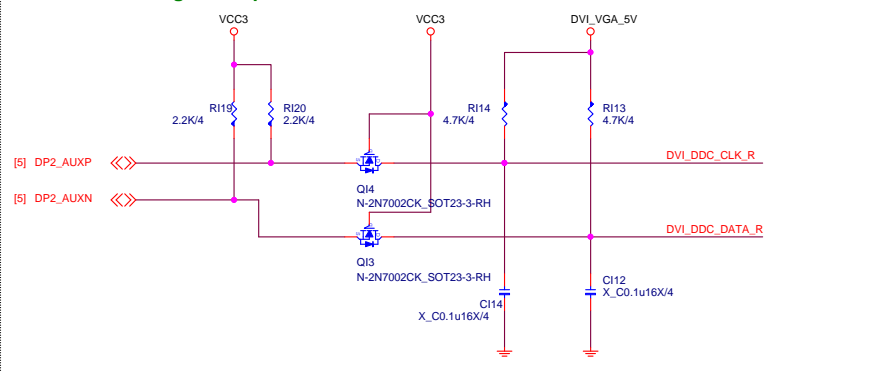 VCC3
VCC3
DVI_VGA_5V
RI19
2.2K/4
RI20
2.2K/4
RI14
4.7K/4
RI13
4.7K/4
[5] DP2_AUXP
DVI_DDC_CLK_R
QI4
N-2N7002CK_SOT23-3-RH
[5] DP2_AUXN
DVI_DDC_DATA_R
QI3
N-2N7002CK_SOT23-3-RH
CI14
X_C0.1u16X/4
CI12
X_C0.1u16X/4